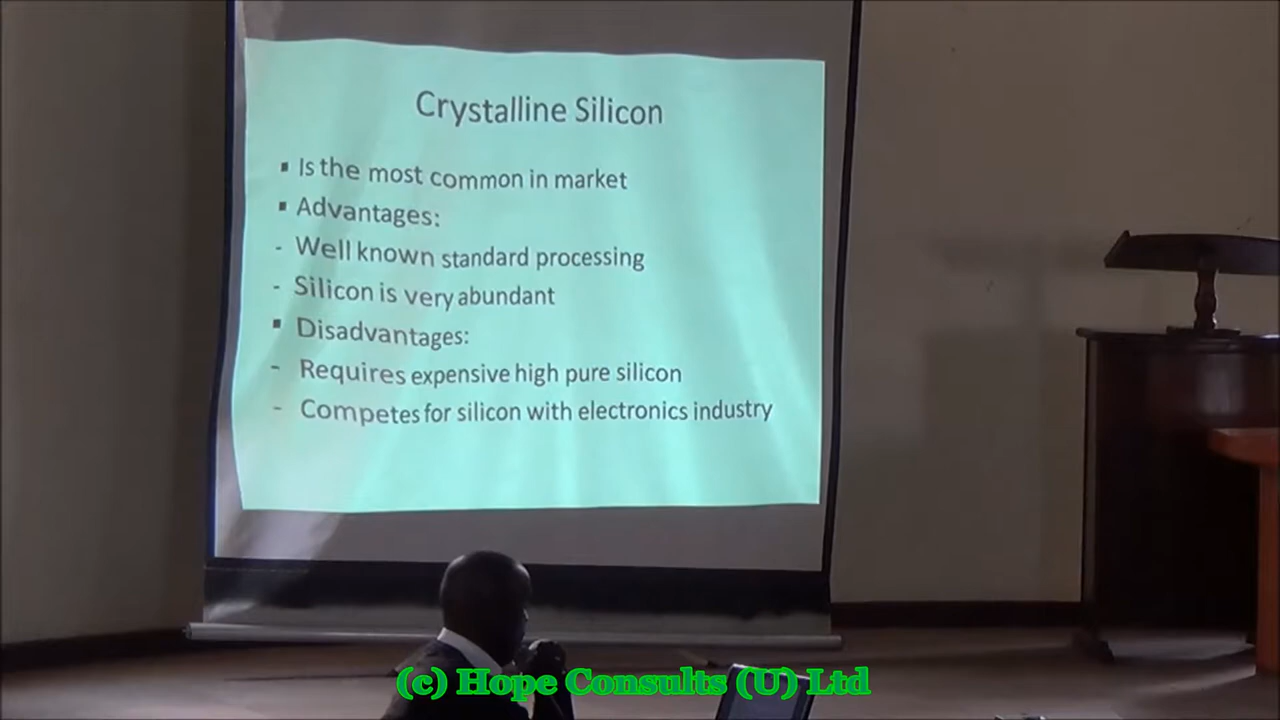 Crystalline Silicon
▪ Is the most common in market
▪ Advantages:
- Well known standard processing
- Silicon is very abundant
▪ Disadvantages:
- Requires expensive high pure silicon
- Competes for silicon with electronics industry
(c) Hope Consults (U) Ltd